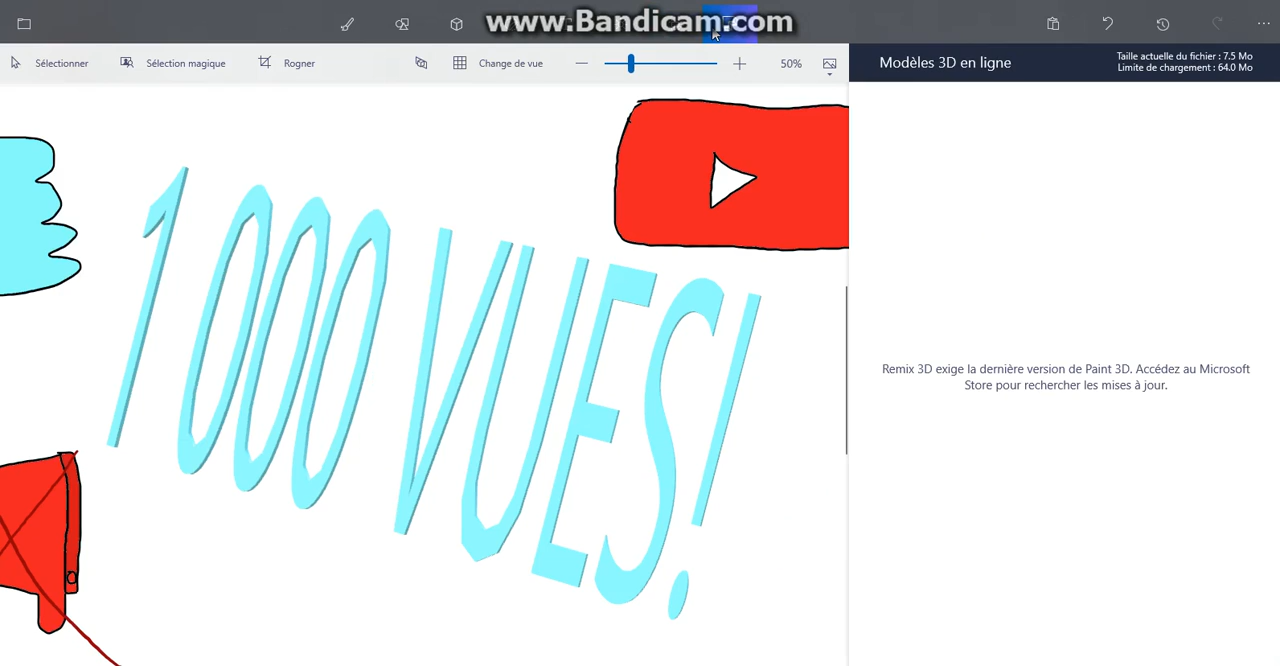 www.Bandicam.com
Sélectionner Sélection magique Rogner Change de vue 50%
Modèles 3D en ligne
Taille actuelle du fichier : 7.5 Mo
Limite de chargement : 64.0 Mo
1 000 VUES!
Remix 3D exige la dernière version de Paint 3D. Accédez au Microsoft
Store pour rechercher les mises à jour.